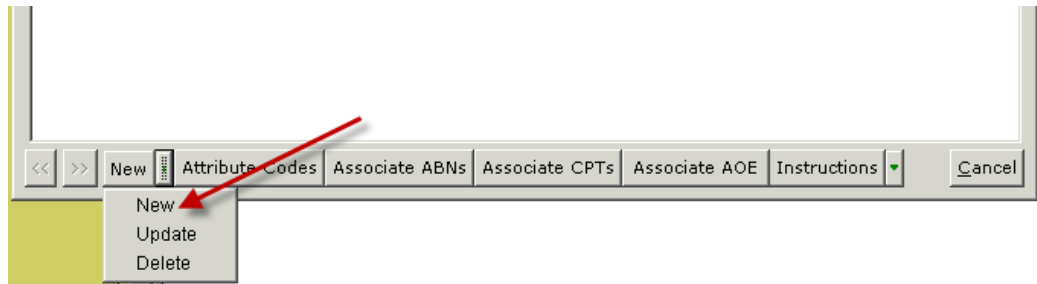 << >> New Attribute Codes Associate ABNs Associate CPTs Associate AOE Instructions Cancel
New
Update
Delete